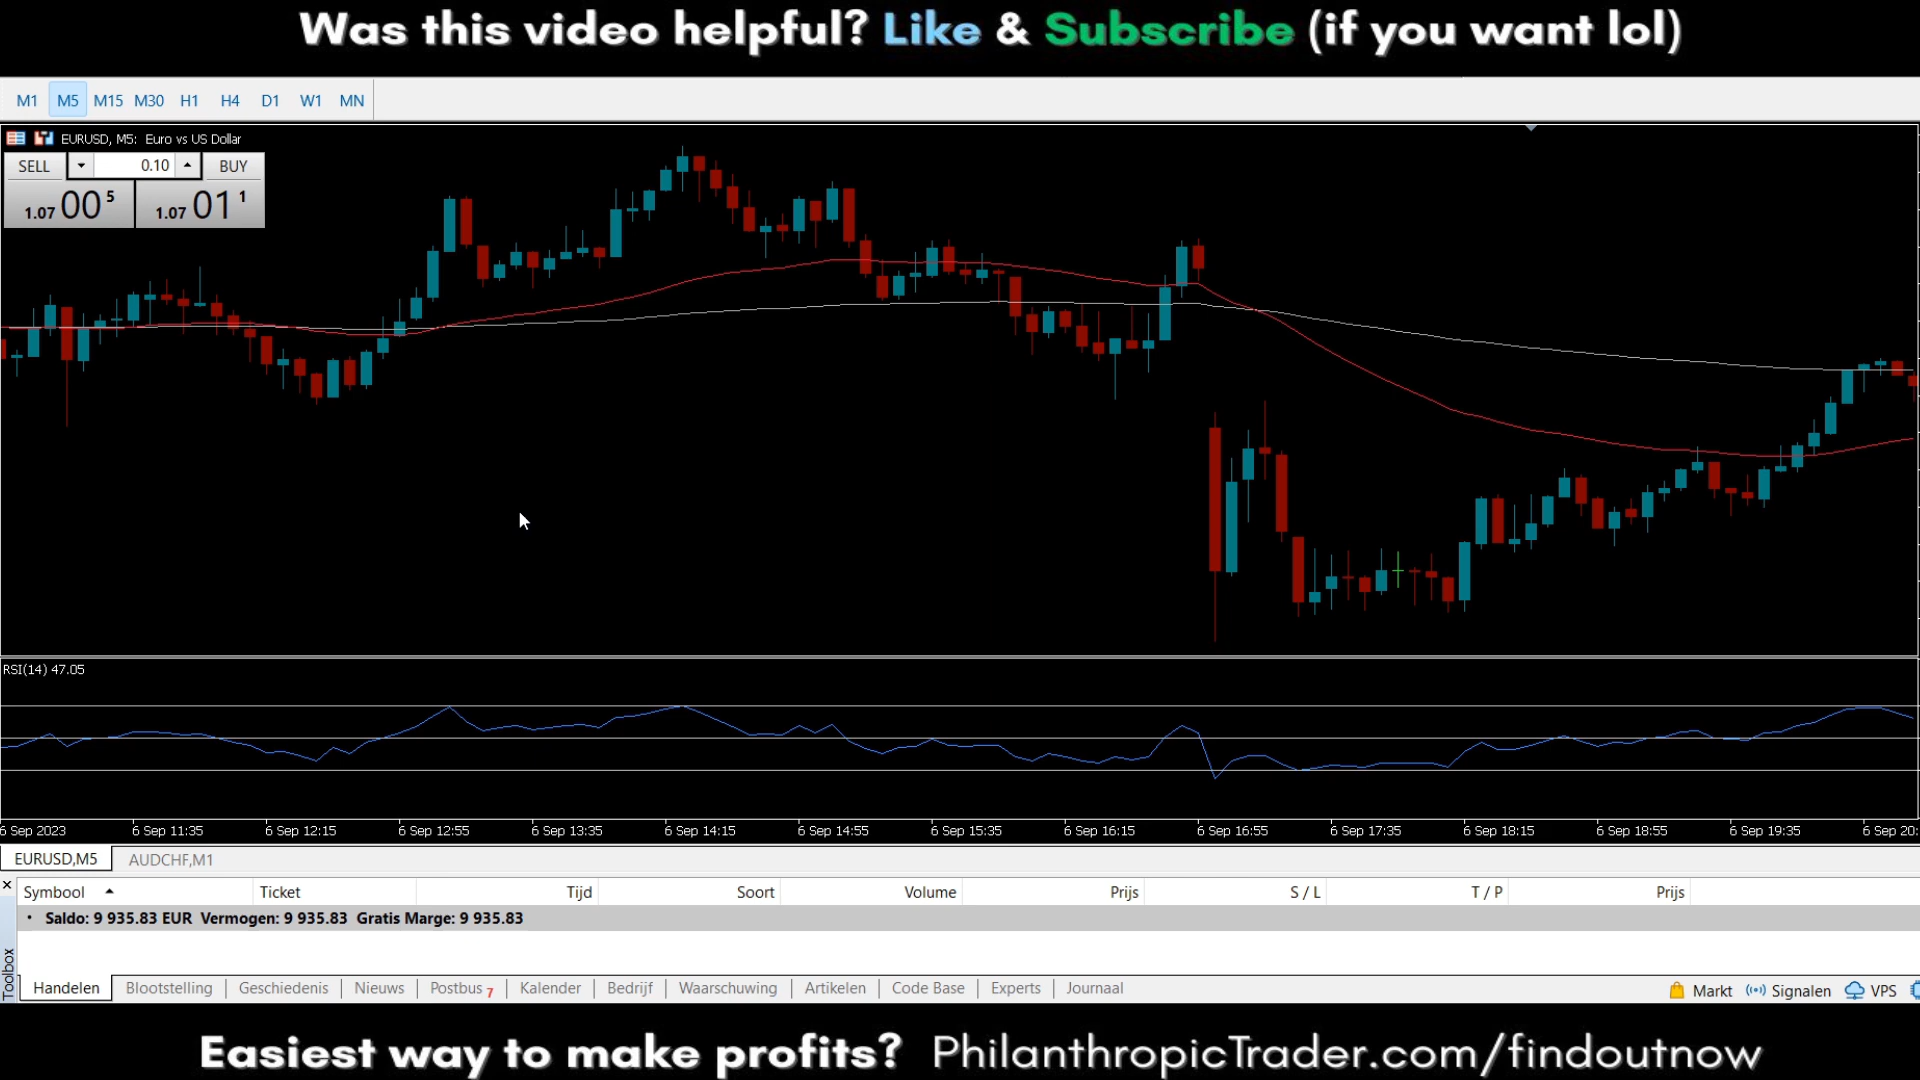 Was this video helpful? Like & Subscribe (if you want lol)
M1 M5 M15 M30 H1 H4 D1 W1 MN
EURUSD, M5: Euro vs US Dollar
SELL 0.10 BUY
1.07 00 5 1.07 01 1
RSI(14) 47.05
6 Sep 2023 6 Sep 11:35 6 Sep 12:15 6 Sep 12:55 6 Sep 13:35 6 Sep 14:15 6 Sep 14:55 6 Sep 15:35 6 Sep 16:15 6 Sep 16:55 6 Sep 17:35 6 Sep 18:15 6 Sep 18:55 6 Sep 19:35 6 Sep 20:
EURUSD,M5 AUDCHF,M1
Symbool Ticket Tijd Soort Volume Prijs S / L T / P Prijs
Saldo: 9 935.83 EUR Vermogen: 9 935.83 Gratis Marge: 9 935.83
Toolbox
Handelen Blootstelling Geschiedenis Nieuws Postbus 7 Kalender Bedrijf Waarschuwing Artikelen Code Base Experts Journaal Markt Signalen VPS
Easiest way to make profits? PhilanthropicTrader.com/findoutnow